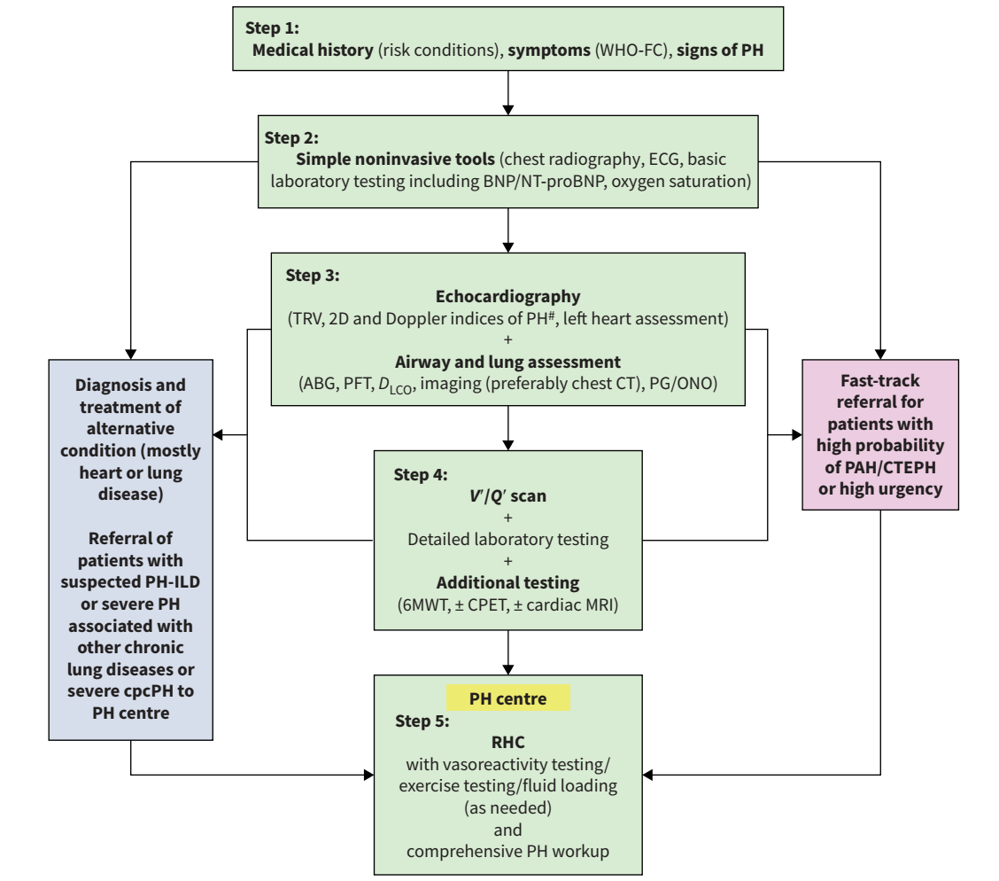 Step 1:
Medical history (risk conditions), symptoms (WHO-FC), signs of PH
Step 2:
Simple noninvasive tools (chest radiography, ECG, basic
laboratory testing including BNP/NT-proBNP, oxygen saturation)
Step 3:
Echocardiography
(TRV, 2D and Doppler indices of PH#, left heart assessment)
+
Airway and lung assessment
(ABG, PFT, DLCO, imaging (preferably chest CT), PG/ONO)
Diagnosis and
treatment of
alternative
condition (mostly
heart or lung
disease)
Referral of
patients with
suspected PH-ILD
or severe PH
associated with
other chronic
lung diseases or
severe cpcPH to
PH centre
Fast-track
referral for
patients with
high probability
of PAH/CTEPH
or high urgency
Step 4:
V′/Q′ scan
+
Detailed laboratory testing
+
Additional testing
(6MWT, ± CPET, ± cardiac MRI)
PH centre
Step 5:
RHC
with vasoreactivity testing/
exercise testing/fluid loading
(as needed)
and
comprehensive PH workup